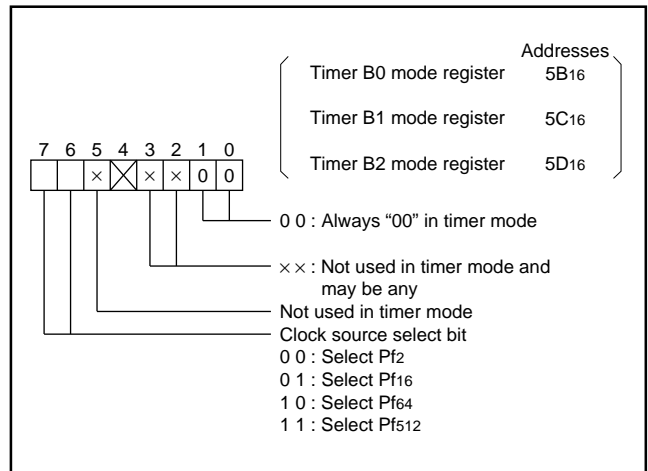 Addresses
Timer B0 mode register 5B16
Timer B1 mode register 5C16
Timer B2 mode register 5D16
7 6 5 4 3 2 1 0
× × × 0 0
0 0 : Always “00” in timer mode
× × : Not used in timer mode and
may be any
Not used in timer mode
Clock source select bit
0 0 : Select Pf2
0 1 : Select Pf16
1 0 : Select Pf64
1 1 : Select Pf512